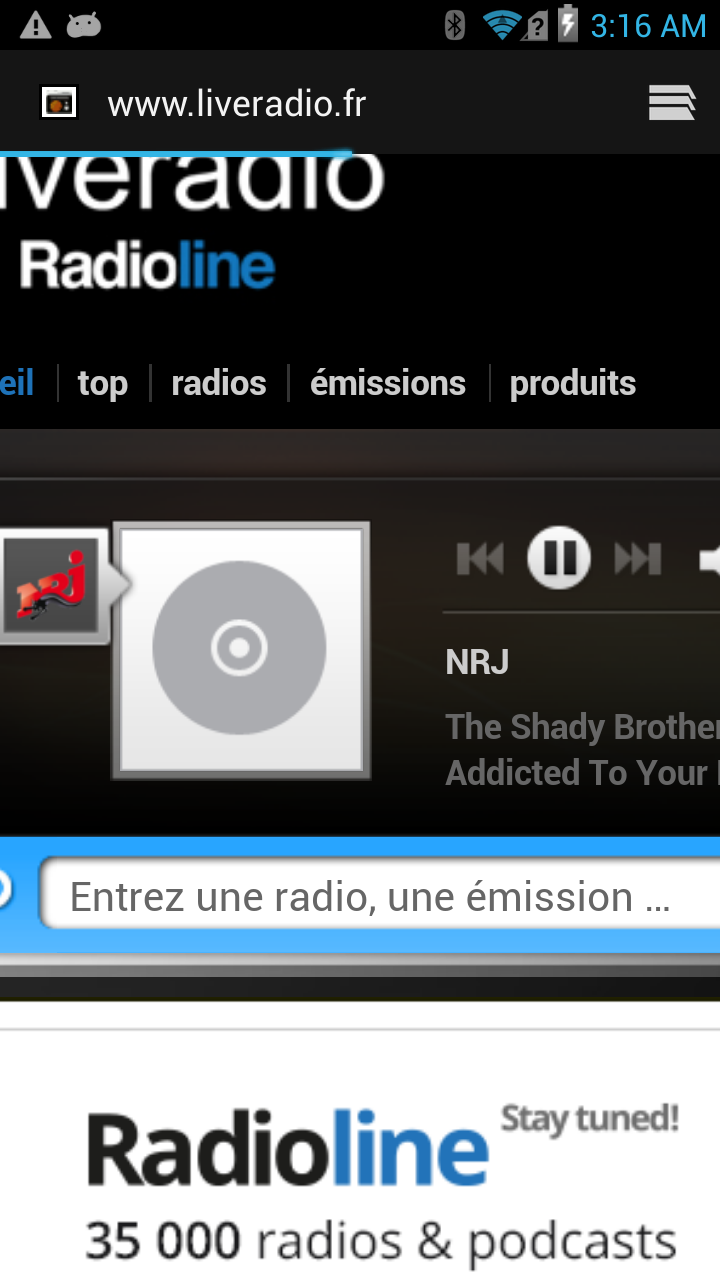 3:16 AM
www.liveradio.fr
liveradio
Radioline
eil
top
radios
émissions
produits
NRJ
NRJ
The Shady Brother
Addicted To Your
Entrez une radio, une émission ...
Radioline Stay tuned!
35 000 radios & podcasts